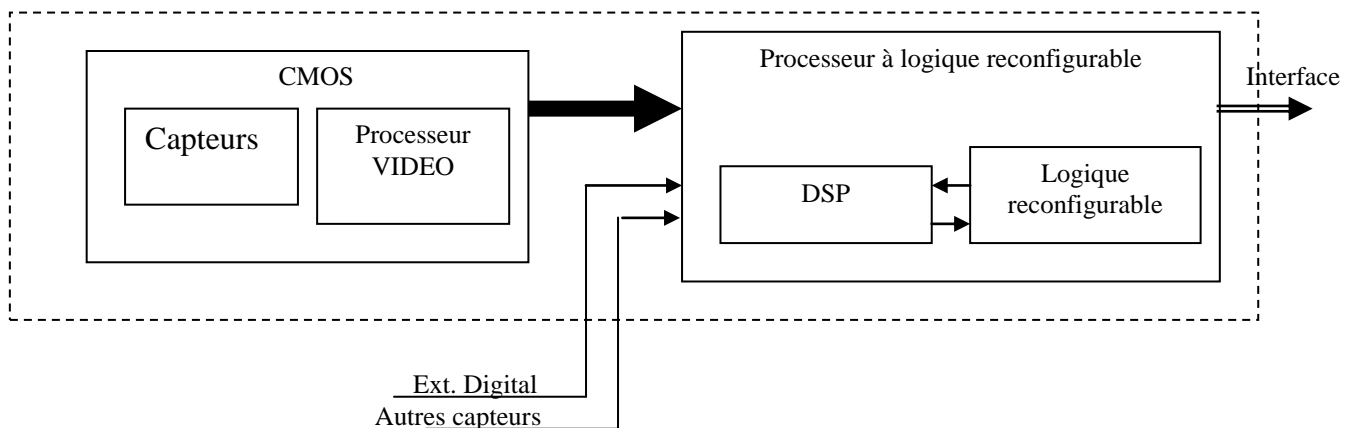 CMOS
Capteurs
Processeur
VIDEO
Processeur à logique reconfigurable
DSP
Logique
reconfigurable
Interface
Ext. Digital
Autres capteurs